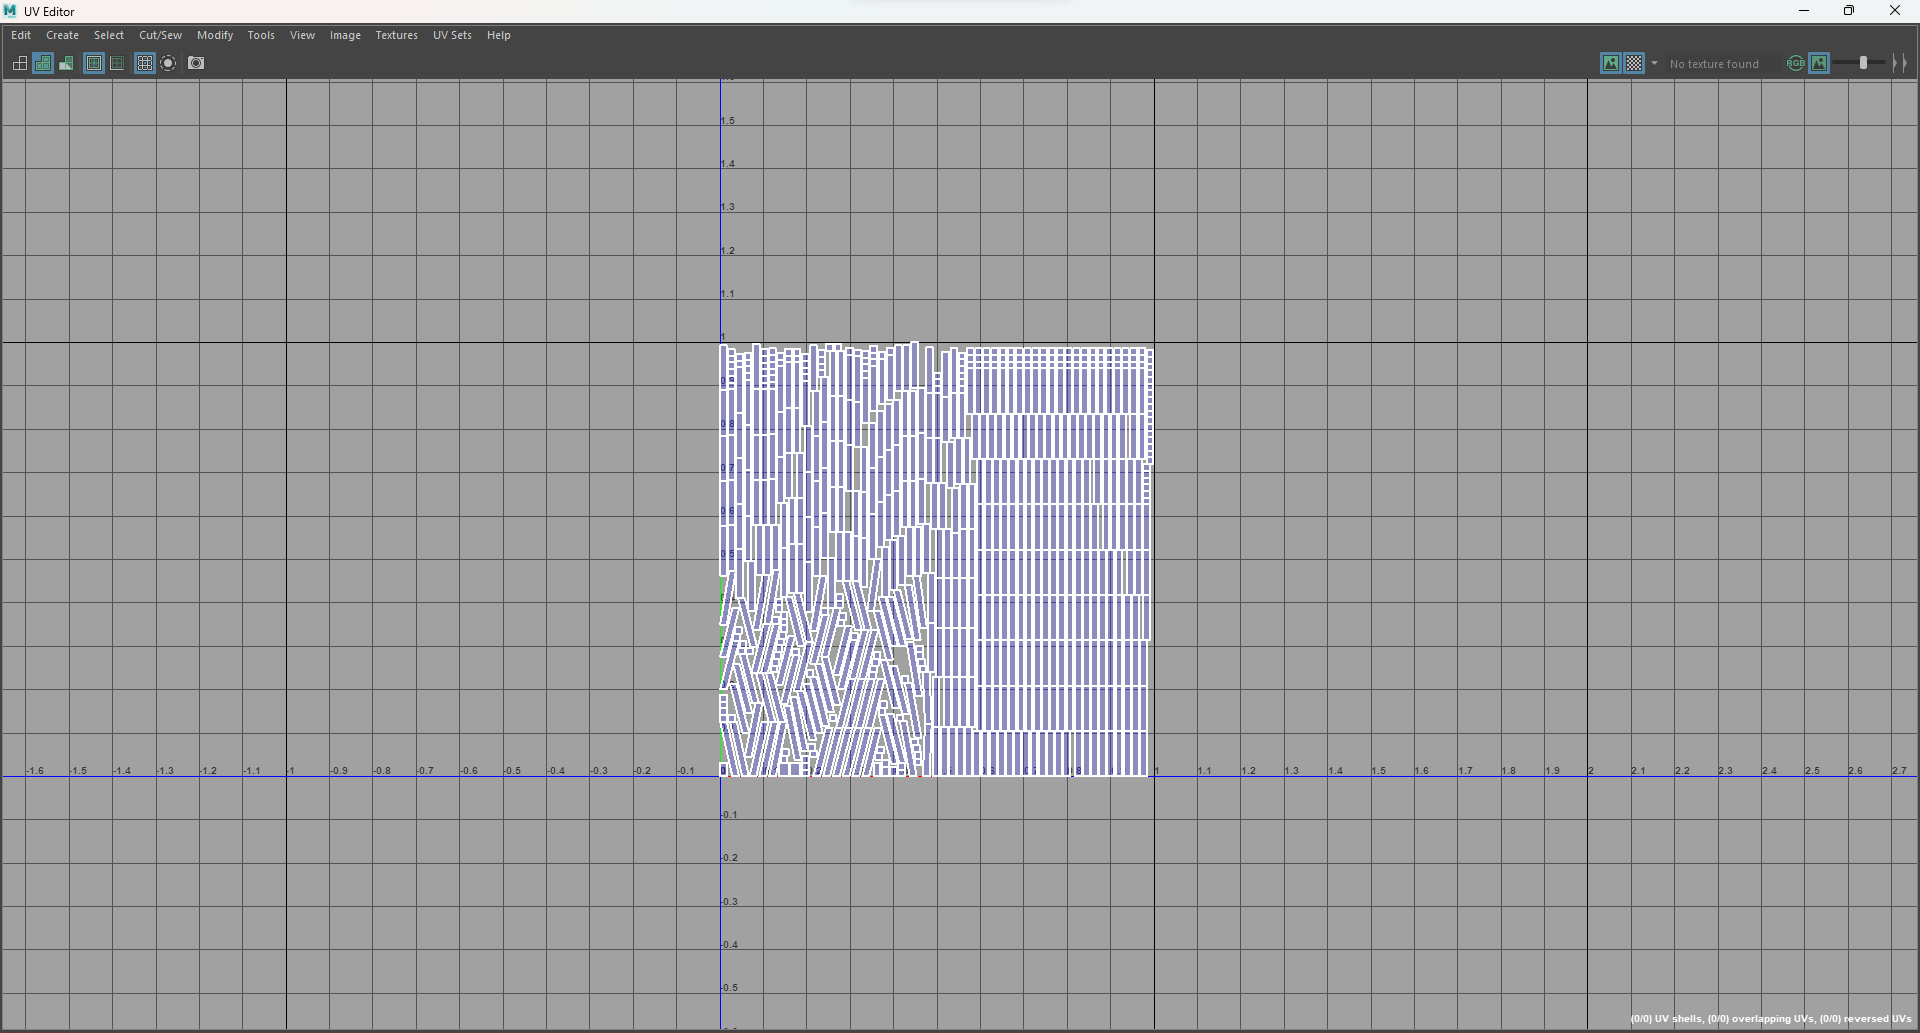 UV Editor
Edit Create Select Cut/Sew Modify Tools View Image Textures UV Sets Help
No texture found RGB
1.5
1.4
1.3
1.2
1.1
1
-1.6 -1.5 -1.4 -1.3 -1.2 -1.1 -1 -0.9 -0.8 -0.7 -0.6 -0.5 -0.4 -0.3 -0.2 -0.1 1 1.1 1.2 1.3 1.4 1.5 1.6 1.7 1.8 1.9 2 2.1 2.2 2.3 2.4 2.5 2.6 2.7
-0.1
-0.2
-0.3
-0.4
-0.5
(0/0) UV shells, (0/0) overlapping UVs, (0/0) reversed UVs